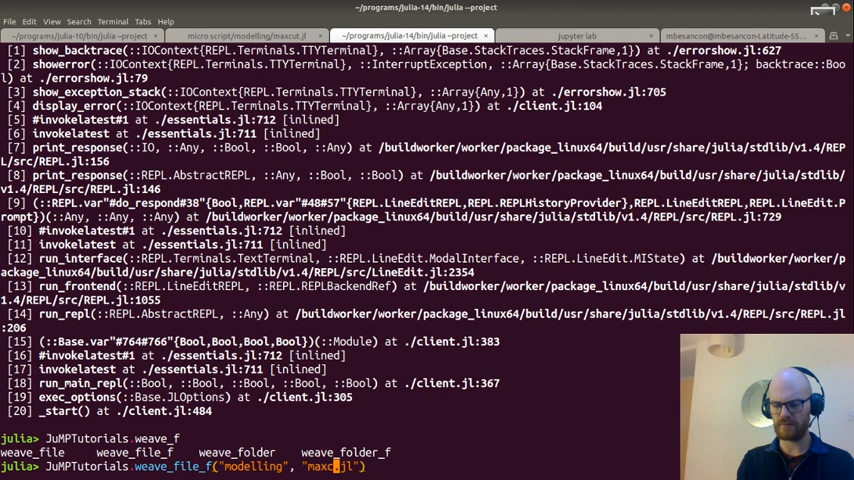 ~/programs/julia-14/bin/julia --project
File Edit View Search Terminal Tabs Help
~/programs/julia-14/bin/julia --project × micro script/modelling/maxcut.jl × ~/programs/julia-14/bin/julia --project × jupyter lab × mbesancon@mbesancon-Latitude-55... ×
[1] show_backtrace(::IOContext{REPL.Terminals.TTYTerminal}, ::Array{Base.StackTraces.StackFrame,1}) at ./errorshow.jl:627
[2] showerror(::IOContext{REPL.Terminals.TTYTerminal}, ::InterruptException, ::Array{Base.StackTraces.StackFrame,1}; backtrace::Boo
l) at ./errorshow.jl:79
[3] show_exception_stack(::IOContext{REPL.Terminals.TTYTerminal}, ::Array{Any,1}) at ./errorshow.jl:705
[4] display_error(::IOContext{REPL.Terminals.TTYTerminal}, ::Array{Any,1}) at ./client.jl:104
[5] #invokelatest#1 at ./essentials.jl:712 [inlined]
[6] invokelatest at ./essentials.jl:711 [inlined]
[7] print_response(::IO, ::Any, ::Bool, ::Bool, ::Any) at /buildworker/worker/package_linux64/build/usr/share/julia/stdlib/v1.4/REP
L/src/REPL.jl:156
[8] print_response(::REPL.AbstractREPL, ::Any, ::Bool, ::Bool) at /buildworker/worker/package_linux64/build/usr/share/julia/stdlib/
v1.4/REPL/src/REPL.jl:146
[9] (::REPL.var"#do_respond#38"{Bool,REPL.var"#48#57"{REPL.LineEditREPL,REPL.REPLHistoryProvider},REPL.LineEditREPL,REPL.LineEdit.P
rompt})(::Any, ::Any, ::Any) at /buildworker/worker/package_linux64/build/usr/share/julia/stdlib/v1.4/REPL/src/REPL.jl:729
[10] #invokelatest#1 at ./essentials.jl:712 [inlined]
[11] invokelatest at ./essentials.jl:711 [inlined]
[12] run_interface(::REPL.Terminals.TextTerminal, ::REPL.LineEdit.ModalInterface, ::REPL.LineEdit.MIState) at /buildworker/worker/p
ackage_linux64/build/usr/share/julia/stdlib/v1.4/REPL/src/LineEdit.jl:2354
[13] run_frontend(::REPL.LineEditREPL, ::REPL.REPLBackendRef) at /buildworker/worker/package_linux64/build/usr/share/julia/stdlib/v
1.4/REPL/src/REPL.jl:1055
[14] run_repl(::REPL.AbstractREPL, ::Any) at /buildworker/worker/package_linux64/build/usr/share/julia/stdlib/v1.4/REPL/src/REPL.jl
:206
[15] (::Base.var"#764#766"{Bool,Bool,Bool,Bool})(::Module) at ./client.jl:383
[16] #invokelatest#1 at ./essentials.jl:712 [inlined]
[17] invokelatest at ./essentials.jl:711 [inlined]
[18] run_main_repl(::Bool, ::Bool, ::Bool, ::Bool, ::Bool) at ./client.jl:367
[19] exec_options(::Base.JLOptions) at ./client.jl:305
[20] _start() at ./client.jl:484
julia> JuMPTutorials.weave_f
weave_file weave_file_f weave_folder weave_folder_f
julia> JuMPTutorials.weave_file_f("modelling", "maxc.jl")